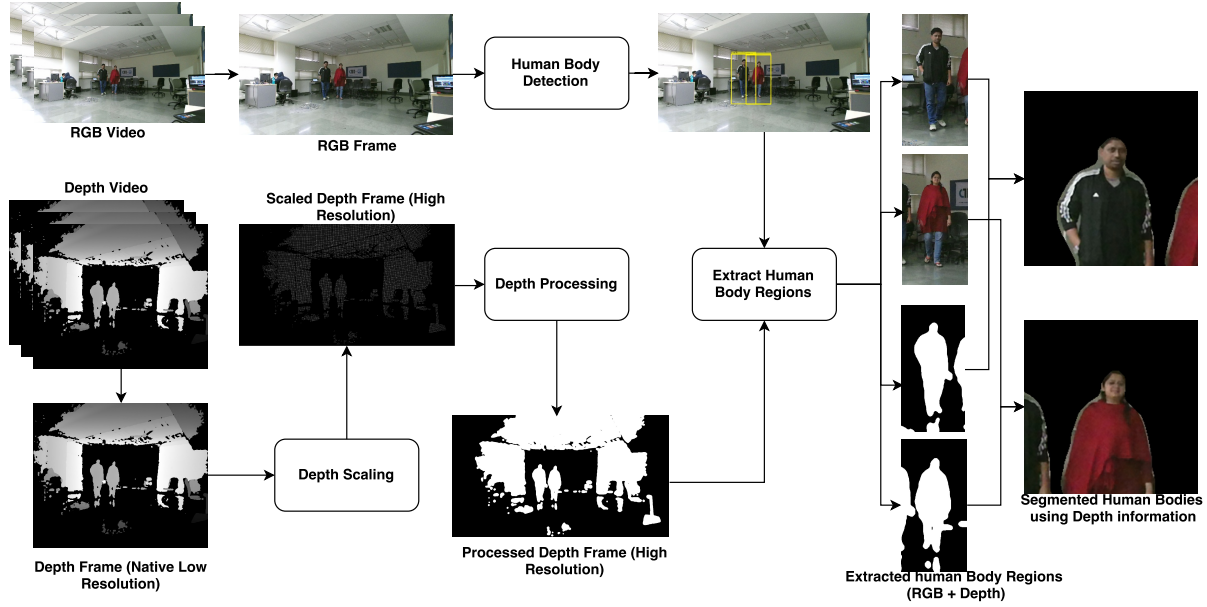 RGB Video
RGB Frame
Human Body
Detection
Depth Video
Scaled Depth Frame (High
Resolution)
Depth Processing
Extract Human
Body Regions
Depth Scaling
Depth Frame (Native Low
Resolution)
Processed Depth Frame (High
Resolution)
Extracted human Body Regions
(RGB + Depth)
Segmented Human Bodies
using Depth information